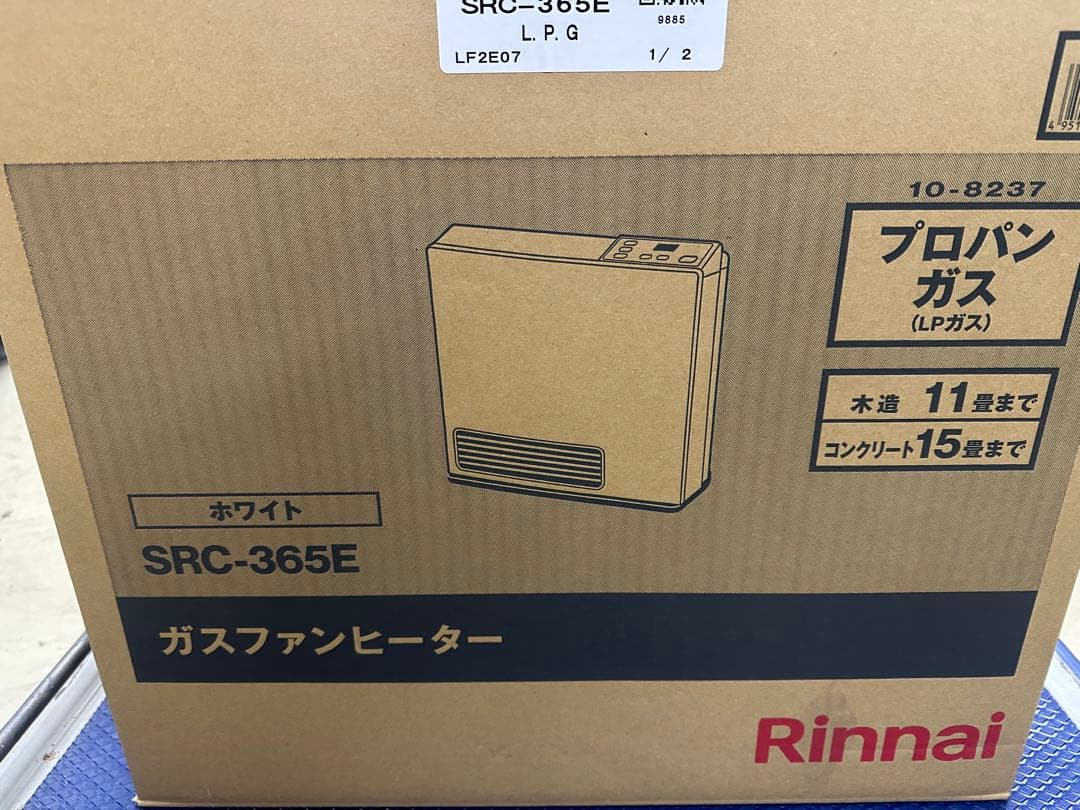 SRC-365E
9885
L.P.G
LF2E07 1/ 2
4 951
10-8237
プロパン
ガス
(LPガス)
木造 11畳まで
コンクリート15畳まで
ホワイト
SRC-365E
ガスファンヒーター
Rinnai